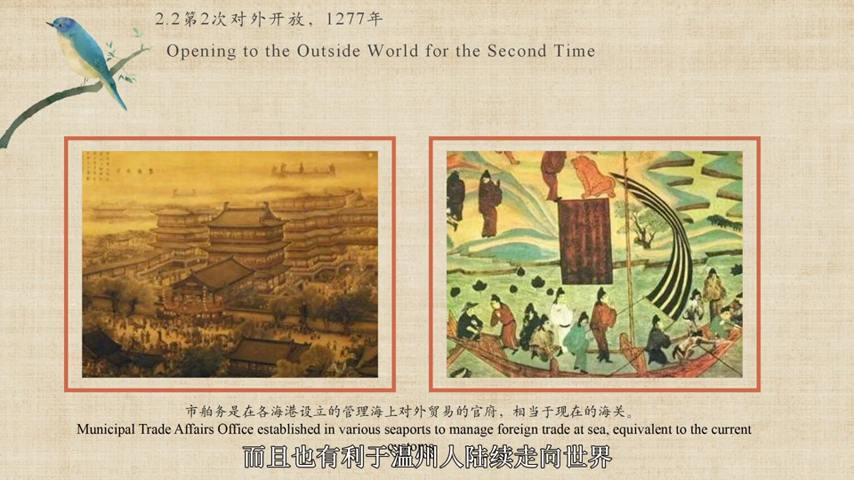 2.2第2次对外开放，1277年
Opening to the Outside World for the Second Time
市舶务是在各海港设立的管理海上对外贸易的官府，相当于现在的海关。
Municipal Trade Affairs Office established in various seaports to manage foreign trade at sea, equivalent to the current
而且也有利于温州人陆续走向世界